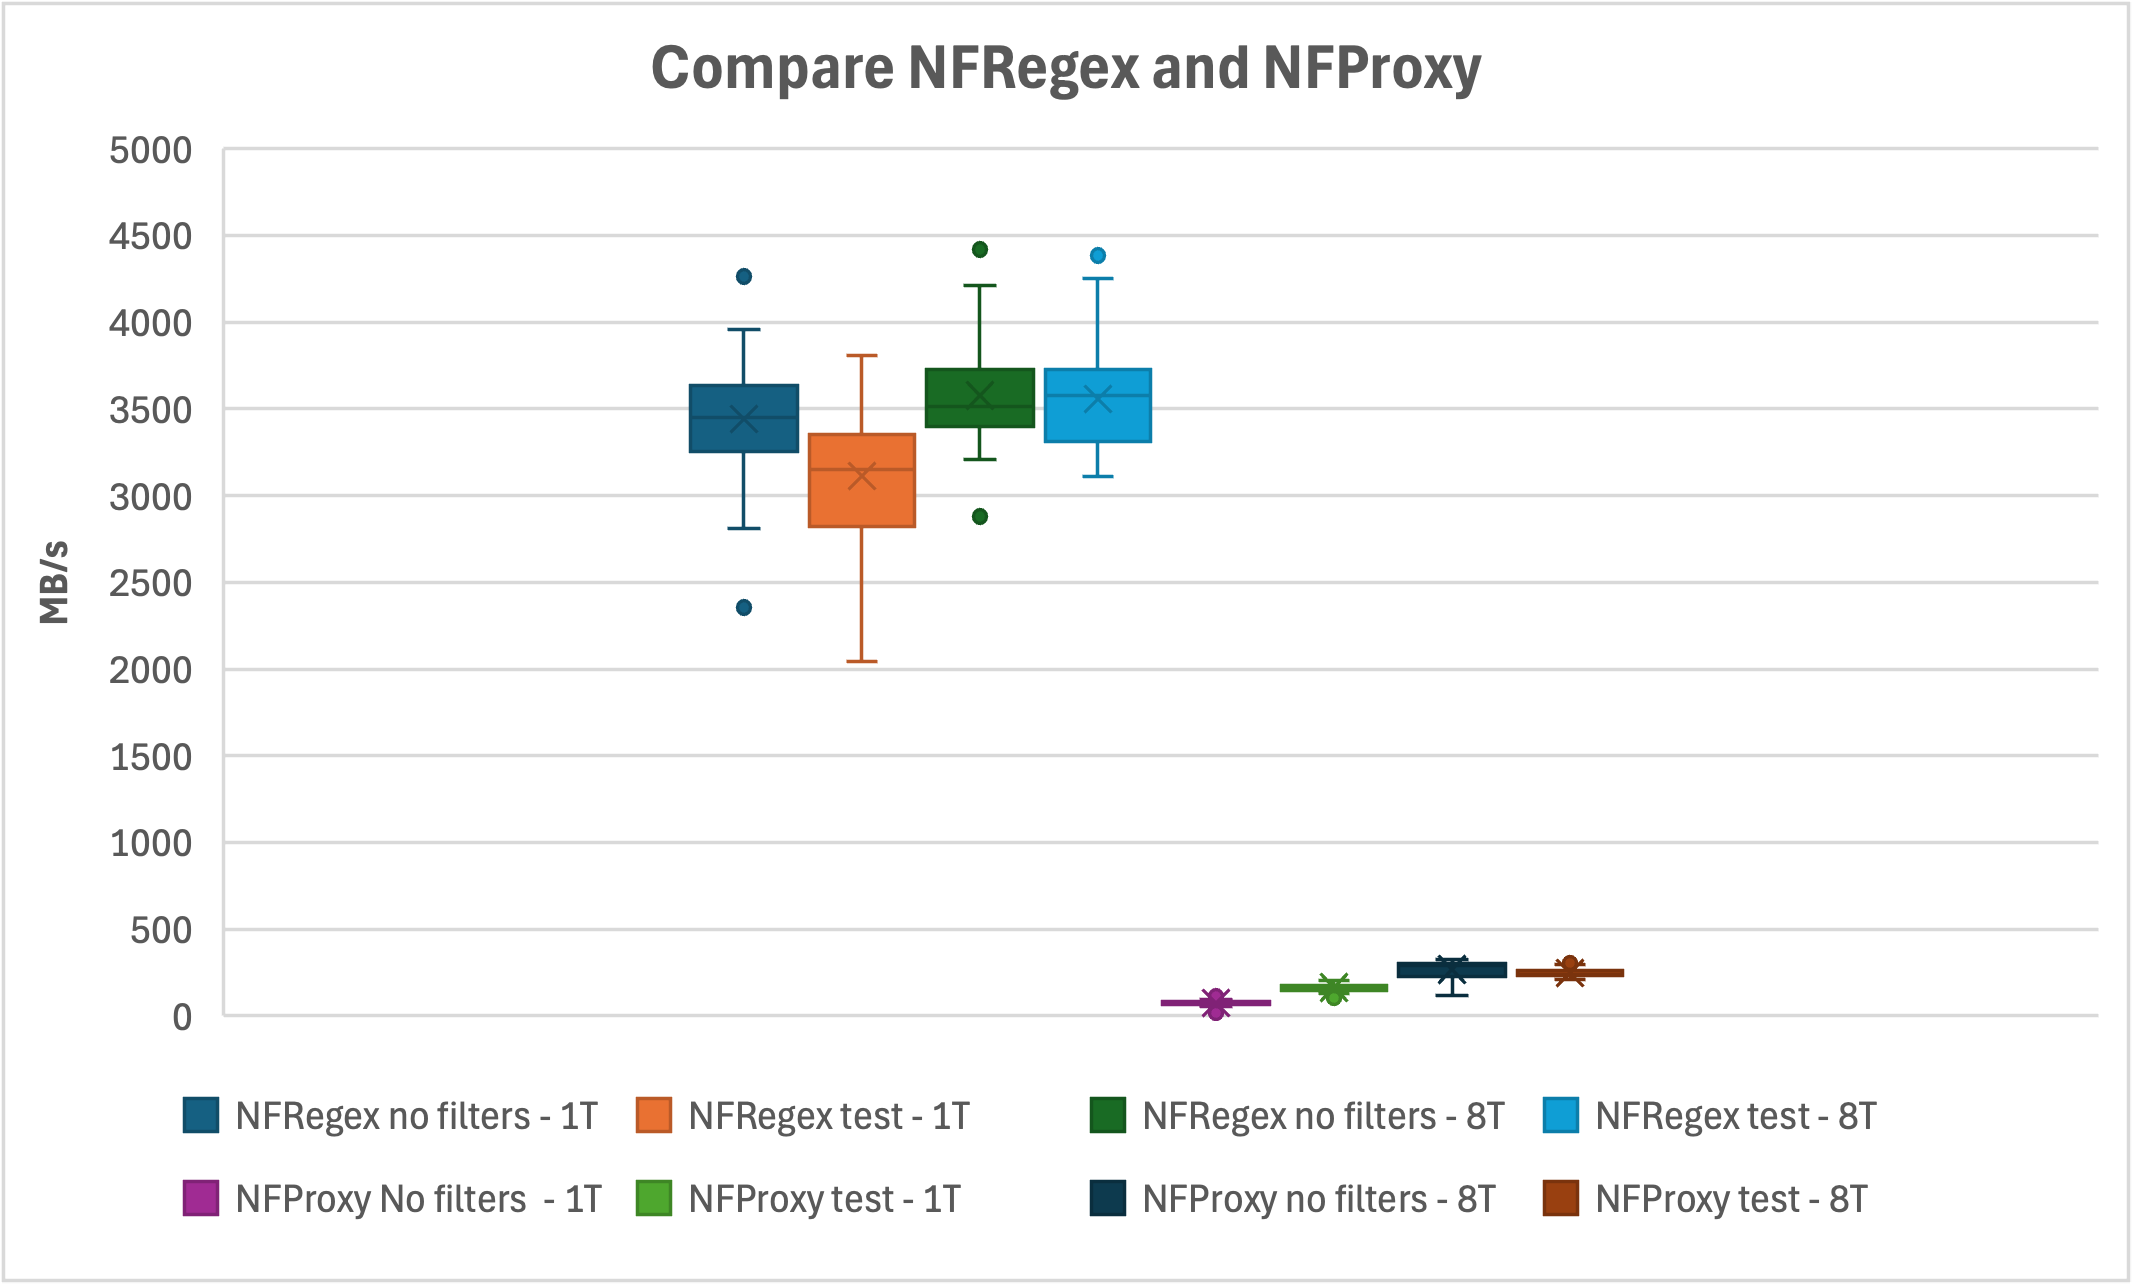 Compare NFRegex and NFProxy
5000
4500
4000
3500
3000
2500
2000
1500
1000
500
0
MB/s
NFRegex no filters - 1T
NFRegex test - 1T
NFRegex no filters - 8T
NFRegex test - 8T
NFProxy No filters  - 1T
NFProxy test - 1T
NFProxy no filters - 8T
NFProxy test - 8T